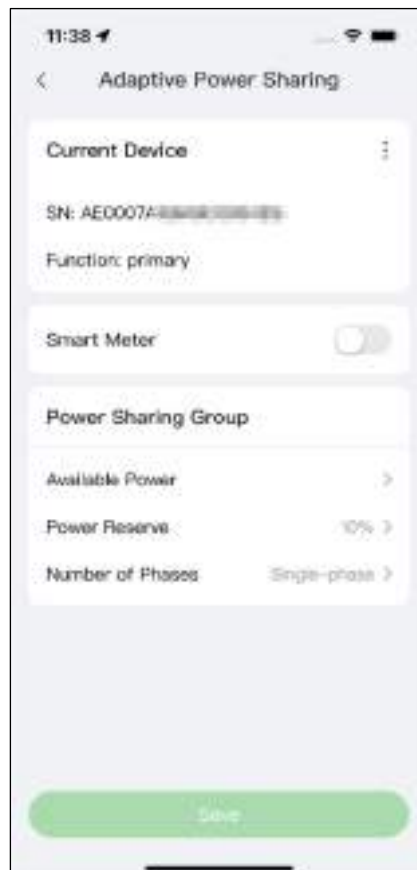 11:38
Adaptive Power Sharing
Current Device
SN: AE0007A
Function: primary
Smart Meter
Power Sharing Group
Available Power
Power Reserve 10%
Number of Phases Single-phase
Save